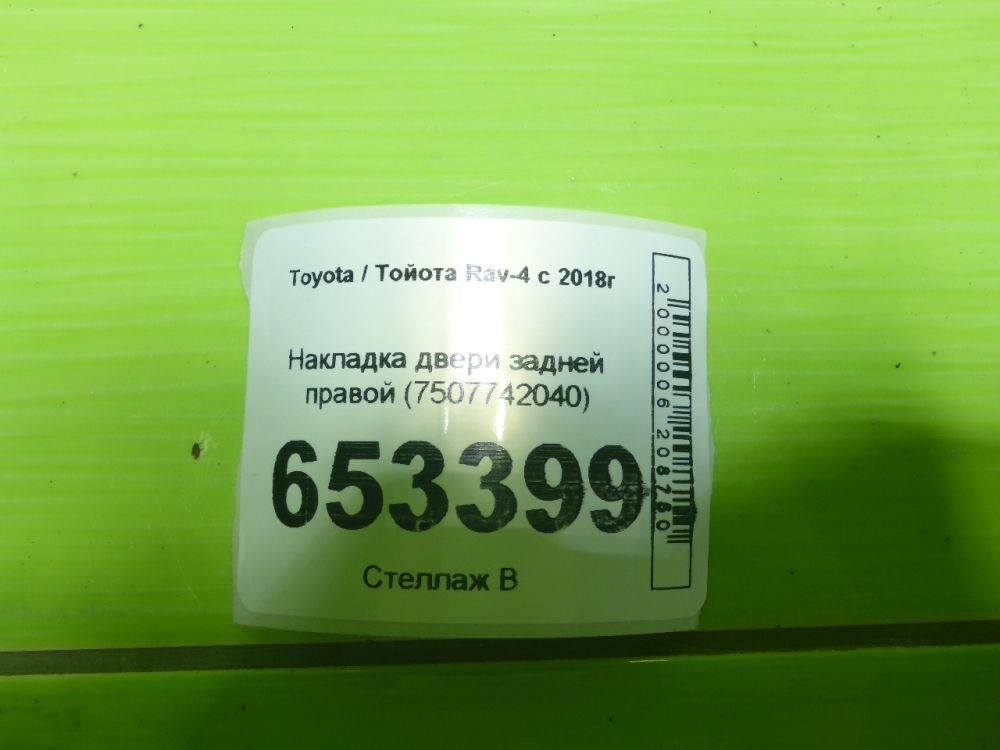 Toyota / Тойота Rav-4 с 2018г
Накладка двери задней
правой (7507742040)
653399
Стеллаж В
2000006208760